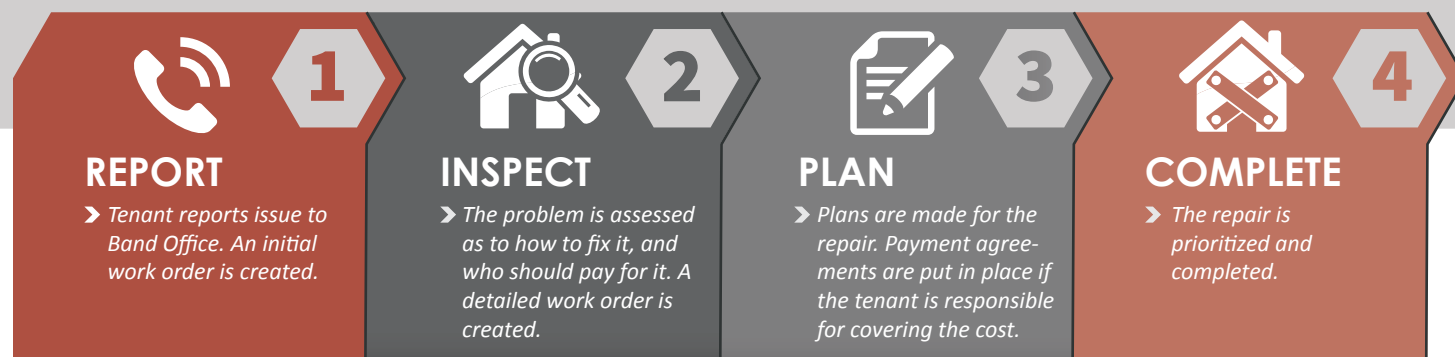 1
REPORT
Tenant reports issue to
Band Office. An initial
work order is created.
2
INSPECT
The problem is assessed
as to how to fix it, and
who should pay for it. A
detailed work order is
created.
3
PLAN
Plans are made for the
repair. Payment agree-
ments are put in place if
the tenant is responsible
for covering the cost.
4
COMPLETE
The repair is
prioritized and
completed.